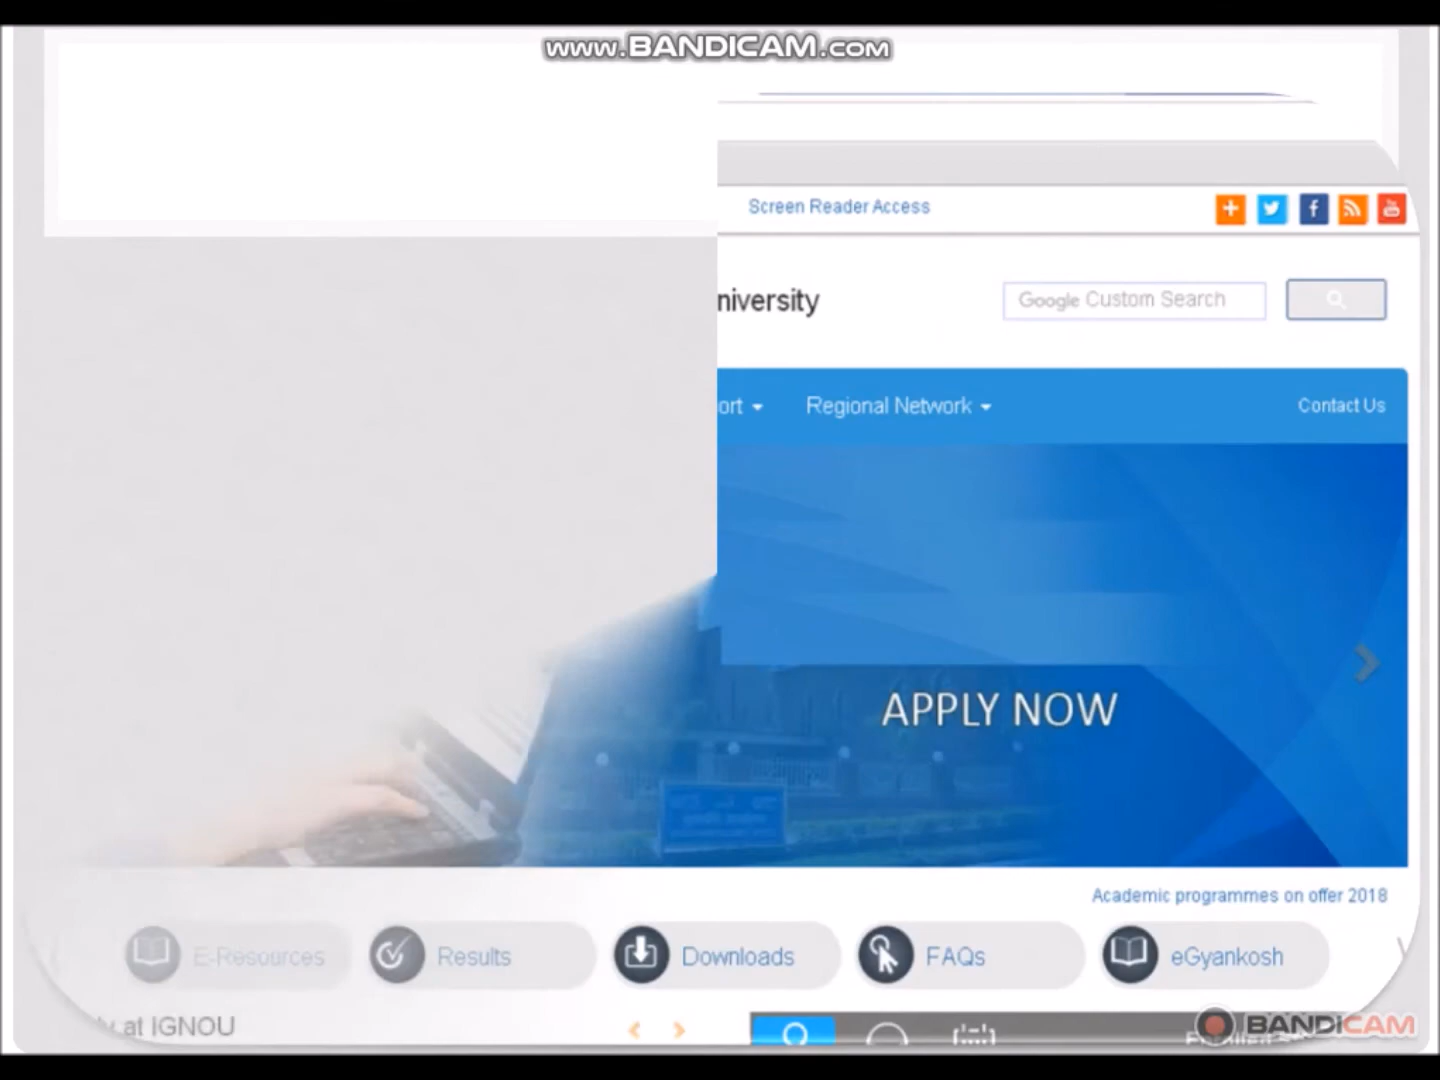 www.BANDICAM.com
Screen Reader Access
niversity
Google Custom Search
ort
Regional Network
Contact Us
APPLY NOW
Academic programmes on offer 2018
E-Resources
Results
Downloads
FAQs
eGyankosh
at IGNOU
BANDICAM